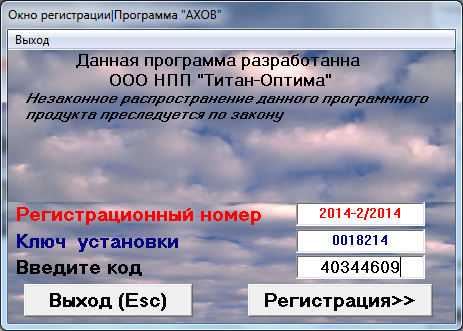 Окно регистрации|Программа "АХОВ"
Выход
Данная программа разработанна
ООО НПП "Титан-Оптима"
Незаконное распространение данного программного
продукта преследуется по закону
Регистрационный номер 2014-2/2014
Ключ установки 0018214
Введите код 40344609
Выход (Esc) Регистрация>>